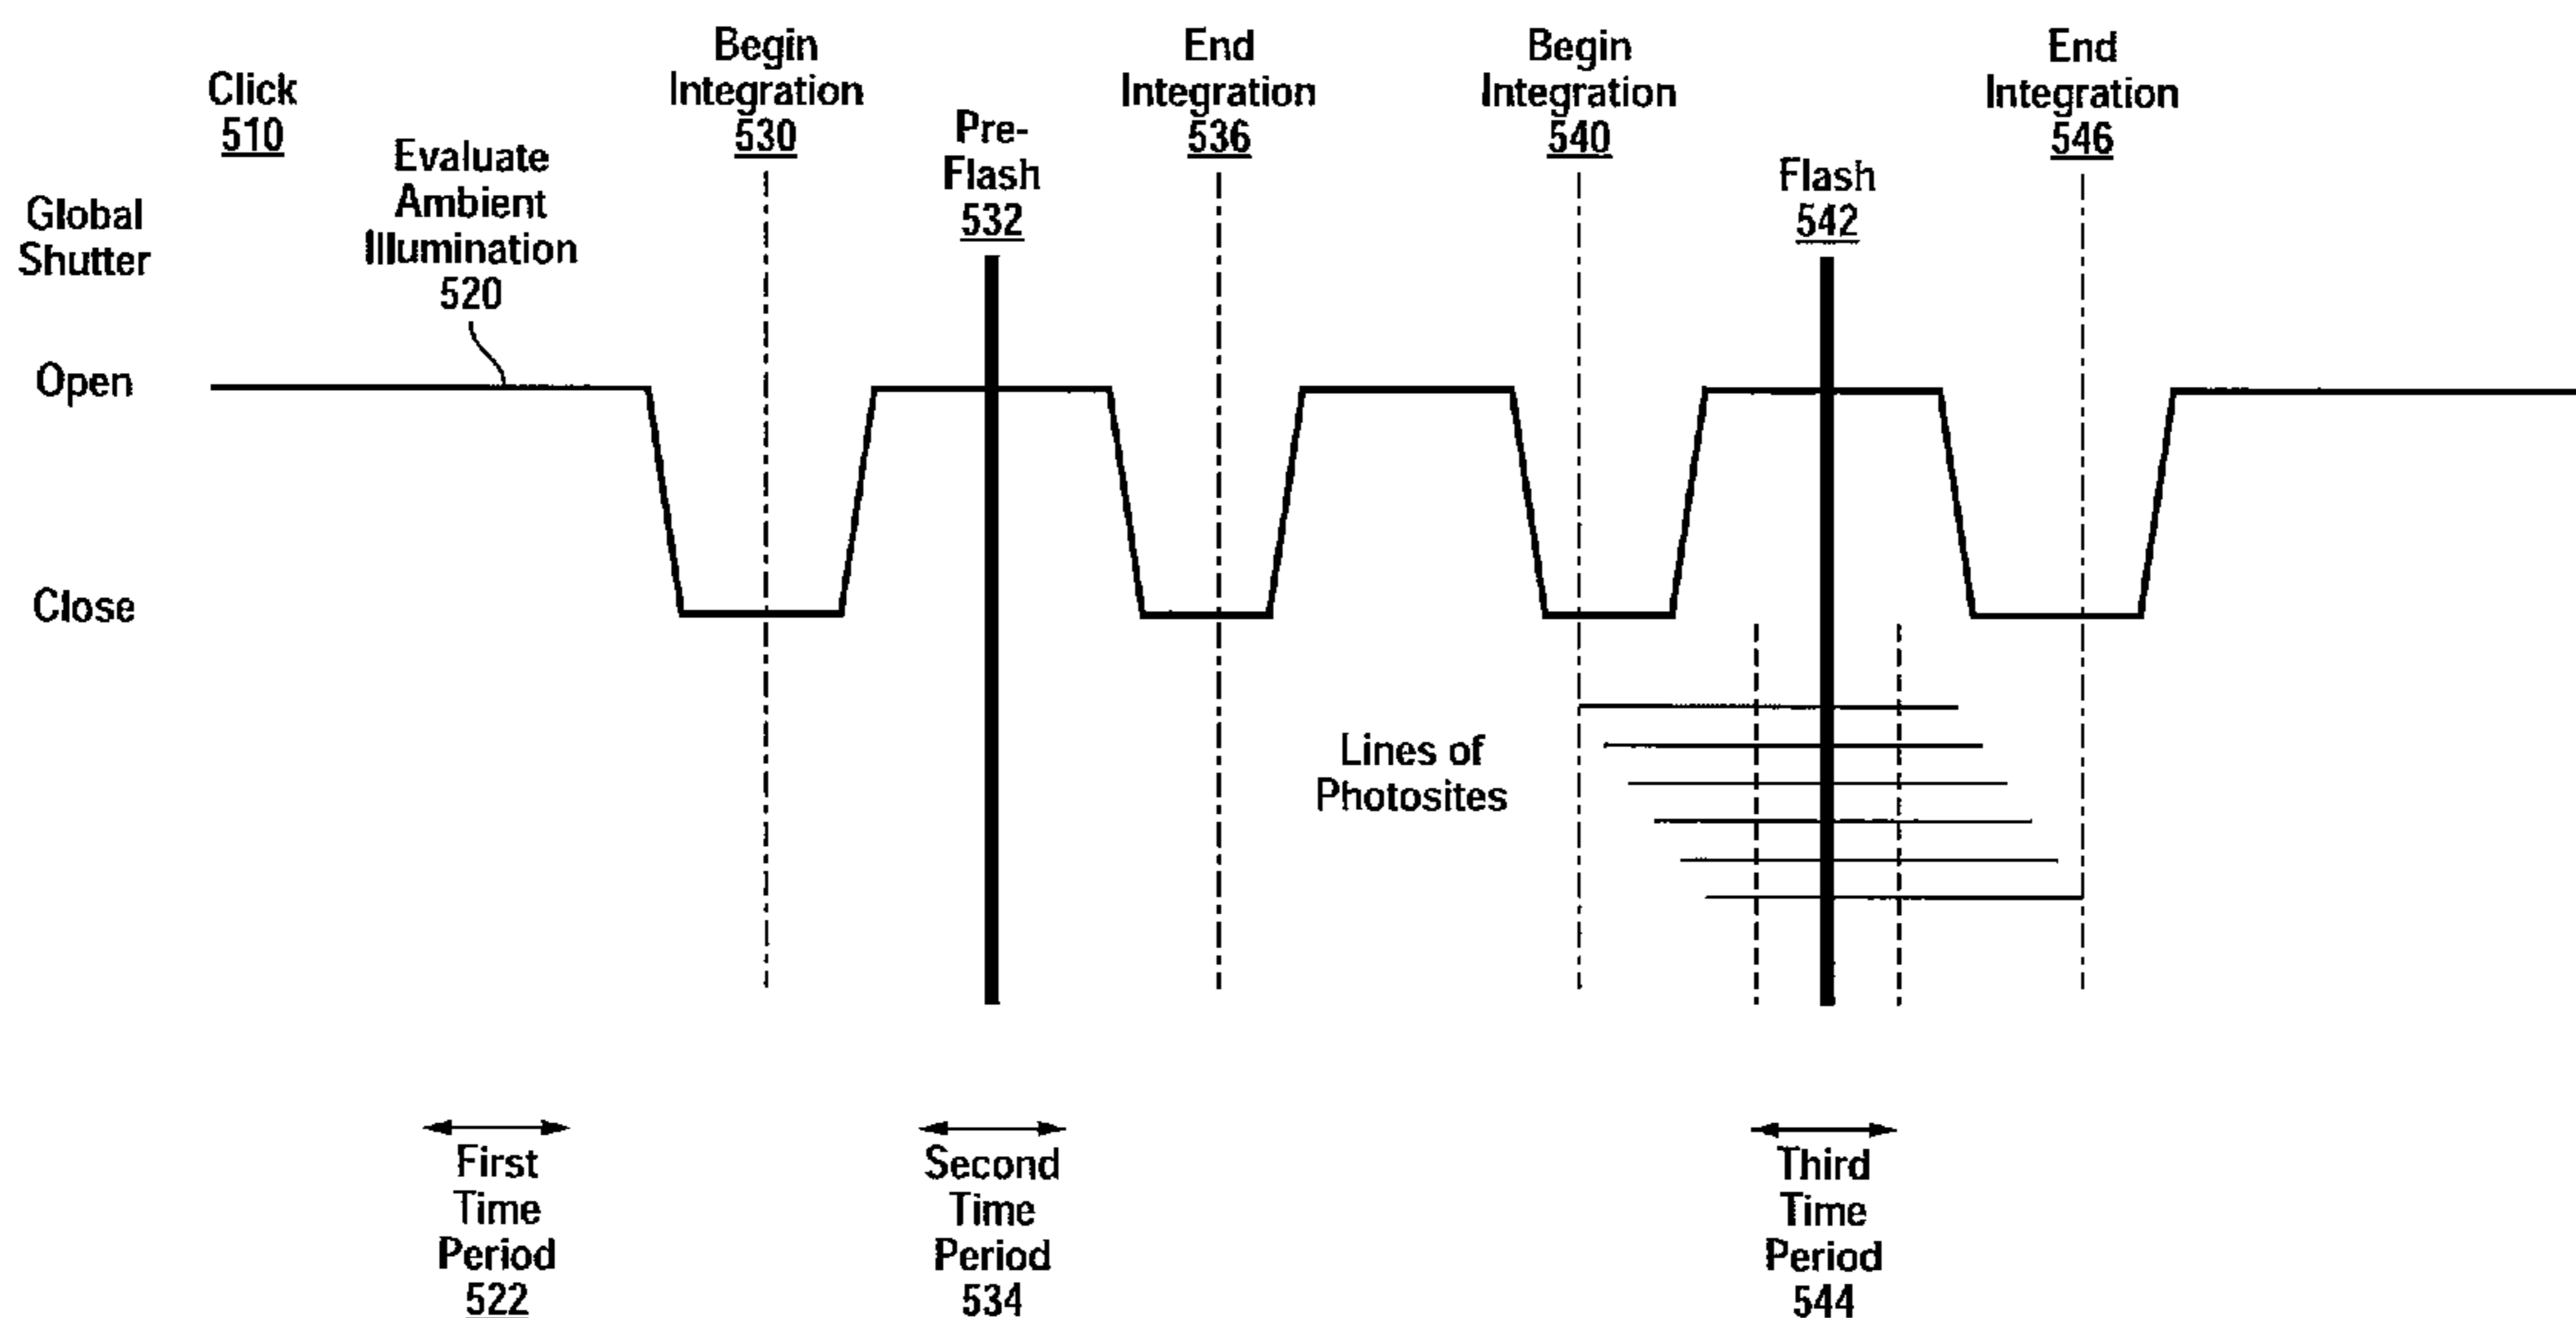 Click
510
Begin
Integration
530
Pre-
Flash
532
End
Integration
536
Begin
Integration
540
Flash
542
End
Integration
546
Evaluate
Ambient
Illumination
520
Global
Shutter
Open
Close
Lines of
Photosites
First
Time
Period
522
Second
Time
Period
534
Third
Time
Period
544